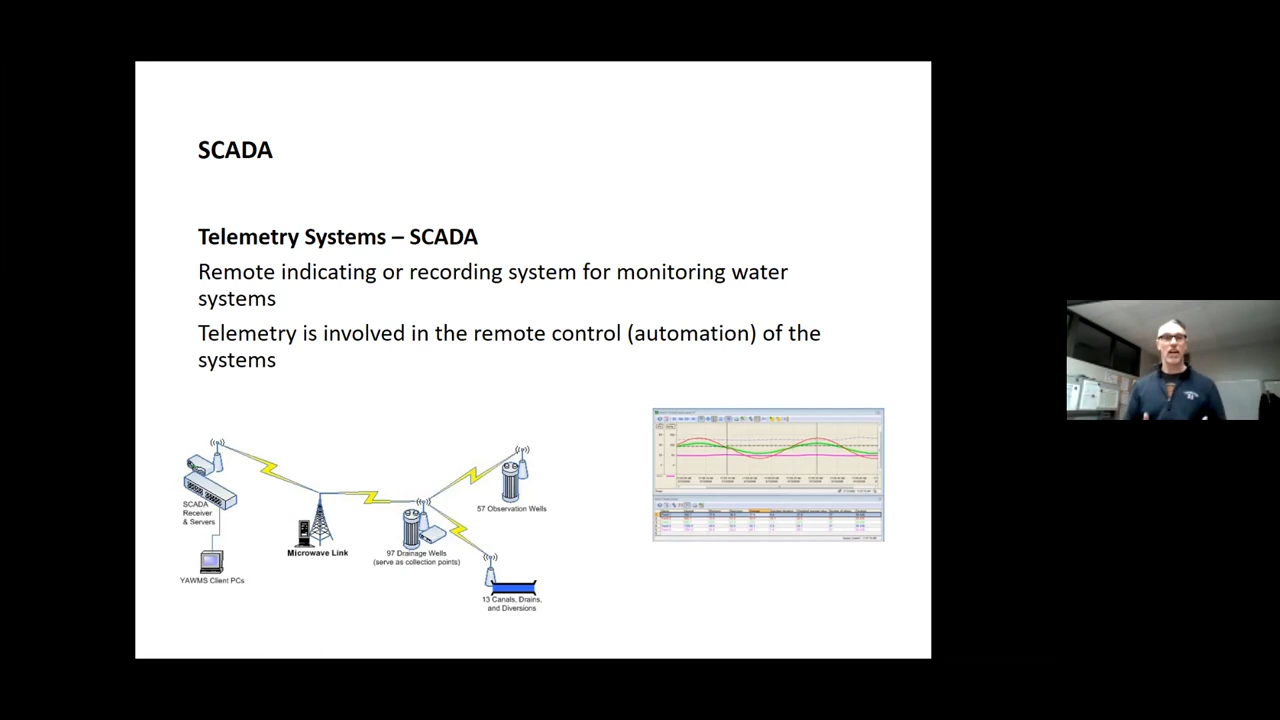 SCADA
Telemetry Systems – SCADA
Remote indicating or recording system for monitoring water
systems
Telemetry is involved in the remote control (automation) of the
systems
SCADA
Receiver
& Servers
YAWMS Client PCs
Microwave Link
97 Drainage Wells
(serve as collection points)
57 Observation Wells
13 Canals, Drains,
and Diversions